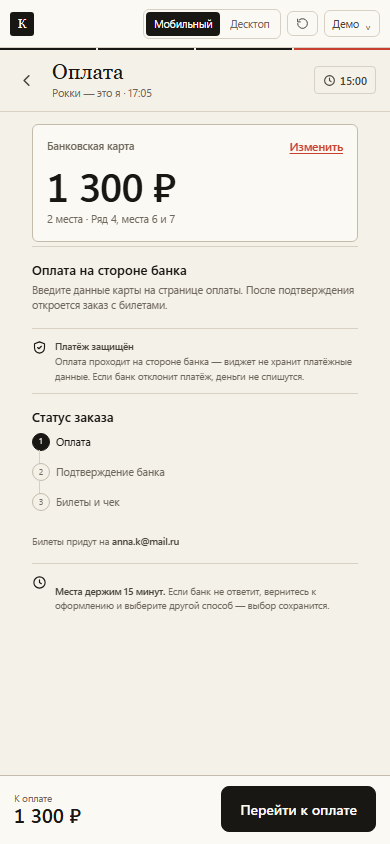 K
Мобильный Десктоп Демо
Оплата
Рокки — это я · 17:05
15:00
Банковская карта
Изменить
1 300 ₽
2 места · Ряд 4, места 6 и 7
Оплата на стороне банка
Введите данные карты на странице оплаты. После подтверждения
откроется заказ с билетами.
Платёж защищён
Оплата проходит на стороне банка — виджет не хранит платёжные
данные. Если банк отклонит платёж, деньги не спишутся.
Статус заказа
1 Оплата
2 Подтверждение банка
3 Билеты и чек
Билеты придут на anna.k@mail.ru
Места держим 15 минут. Если банк не ответит, вернитесь к
оформлению и выберите другой способ — выбор сохранится.
К оплате
1 300 ₽
Перейти к оплате